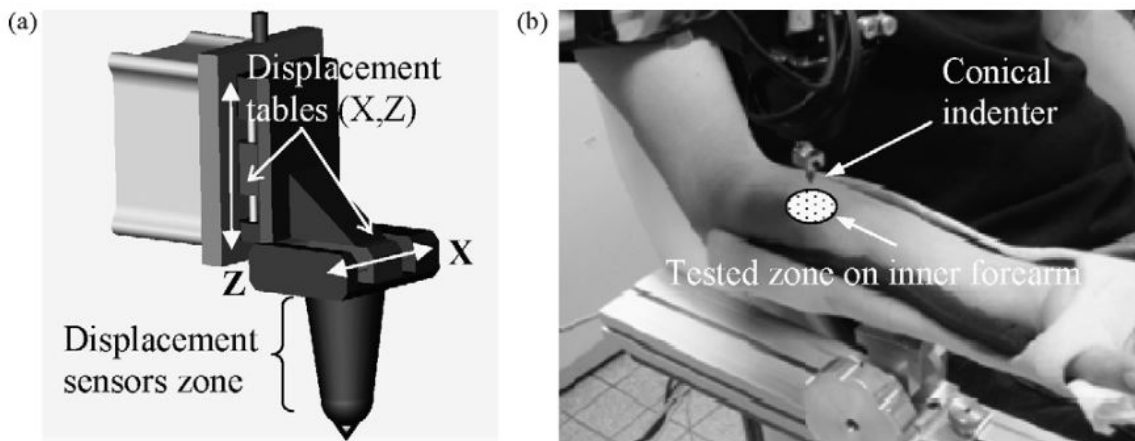 (a)
Displacement
tables (X,Z)
X
Z
Displacement
sensors zone
(b)
Conical
indenter
Tested zone on inner forearm